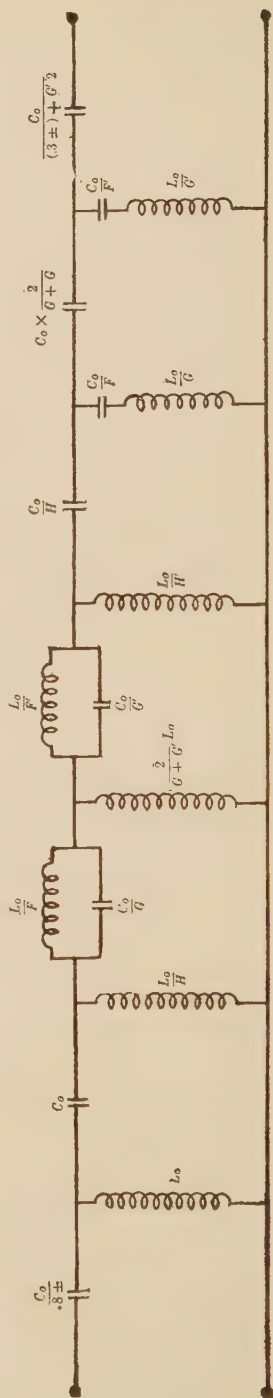 C₀
.8 ±
L₀
C₀
L₀
H
L₀
F
C₀
G
2
G + G′ L₀
L₀
F′
C₀
G′
L₀
H′
C₀
H
C₀
F
L₀
G
C₀ × 2
G + G
C₀
F′
L₀
G′
C₀
(.3 ±) + G′ 2